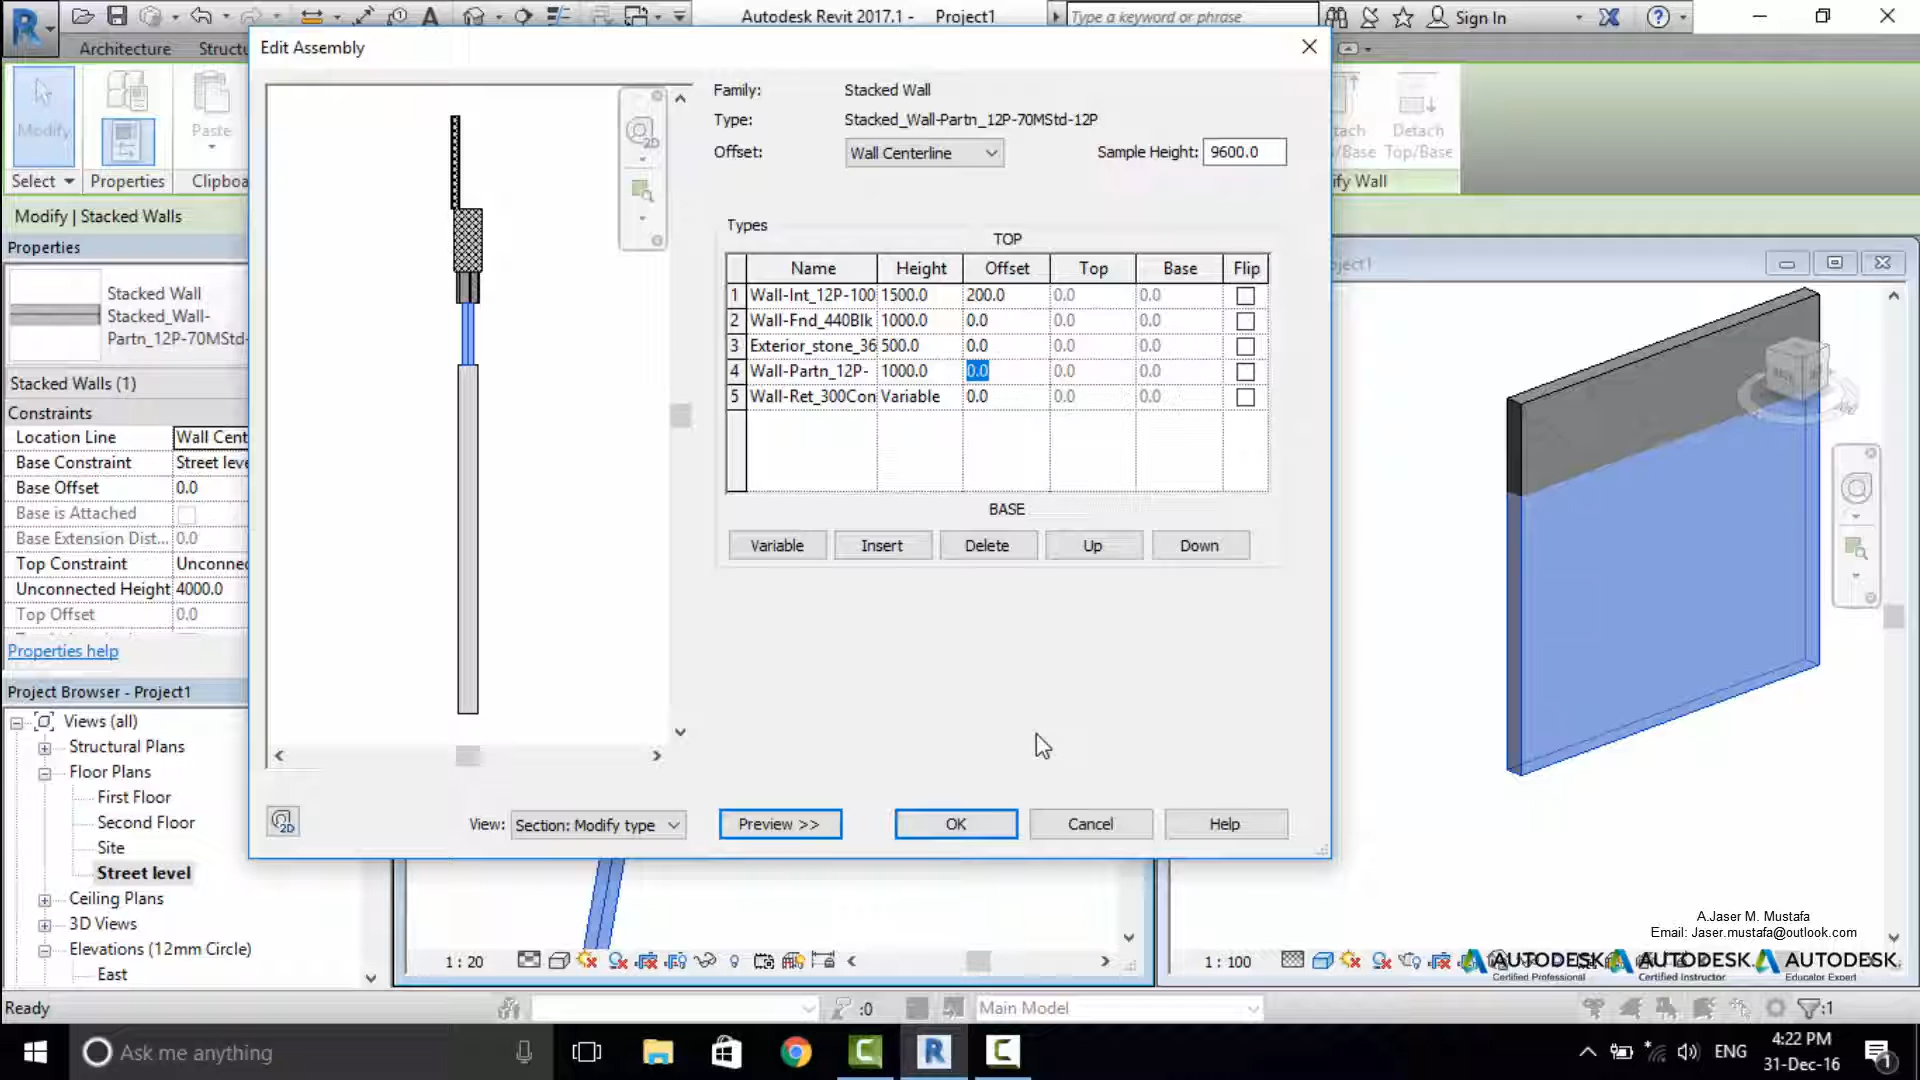 Autodesk Revit 2017.1 - Project1
Type a keyword or phrase
Sign In
Architecture
Structu
Edit Assembly
Modify
Paste
Select
Properties
Clipboa
Detach
Top/Base
ify Wall
Modify | Stacked Walls
Properties
Stacked Wall
Stacked_Wall-
Partn_12P-70MStd-
Stacked Walls (1)
Constraints
Location Line
Wall Cent
Base Constraint
Street leve
Base Offset
0.0
Base is Attached
Base Extension Dist...
0.0
Top Constraint
Unconnec
Unconnected Height
4000.0
Top Offset
0.0
Properties help
Project Browser - Project1
Views (all)
Structural Plans
Floor Plans
First Floor
Second Floor
Site
Street level
Ceiling Plans
3D Views
Elevations (12mm Circle)
East
Family:
Stacked Wall
Type:
Stacked_Wall-Partn_12P-70MStd-12P
Offset:
Wall Centerline
Sample Height:
9600.0
Types
TOP
Name Height Offset Top Base Flip
1 Wall-Int_12P-100 1500.0 200.0 0.0 0.0
2 Wall-Fnd_440Blk 1000.0 0.0 0.0 0.0
3 Exterior_stone_36 500.0 0.0 0.0 0.0
4 Wall-Partn_12P- 1000.0 0.0 0.0 0.0
5 Wall-Ret_300Con Variable 0.0 0.0 0.0
BASE
Variable
Insert
Delete
Up
Down
2D
View:
Section: Modify type
Preview >>
OK
Cancel
Help
1 : 20
1 : 100
A.Jaser M. Mustafa
Email: Jaser.mustafa@outlook.com
AUTODESK
Certified Professional
AUTODESK
Certified Instructor
AUTODESK
Educator Expert
Ready
:0
Main Model
:1
Ask me anything
ENG
4:22 PM
31-Dec-16